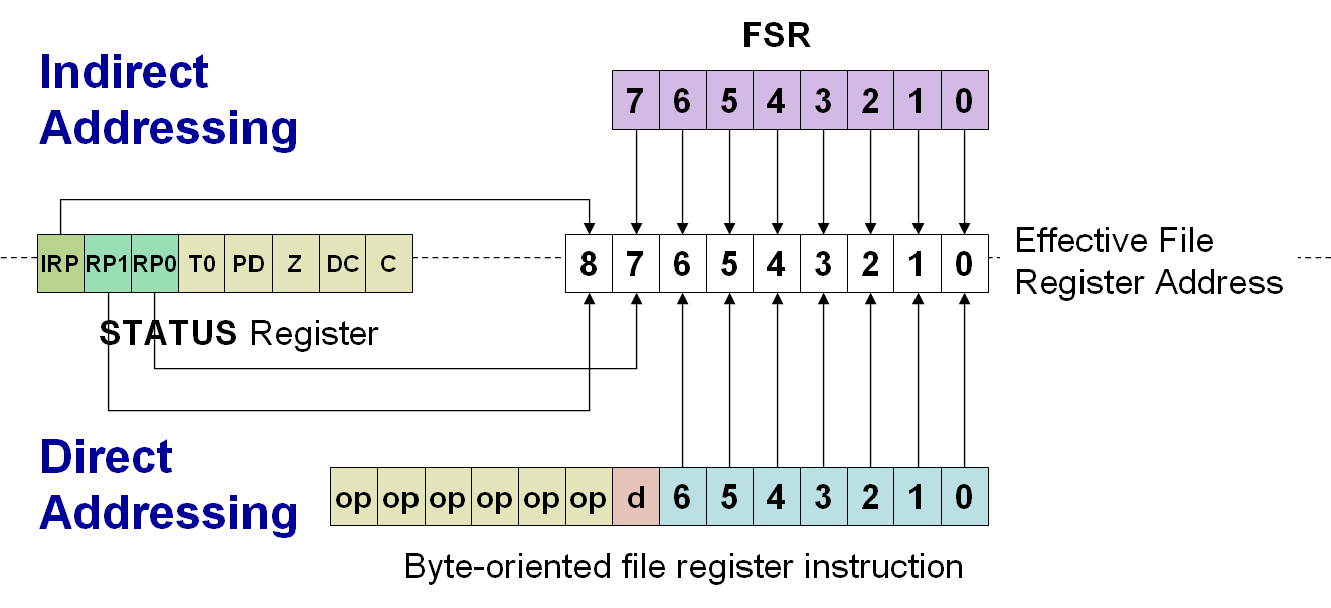 FSR
Indirect
Addressing
7 6 5 4 3 2 1 0
IRP RP1 RP0 T0 PD Z DC C
8 7 6 5 4 3 2 1 0
Effective File
Register Address
STATUS Register
Direct
Addressing
op op op op op op d 6 5 4 3 2 1 0
Byte-oriented file register instruction